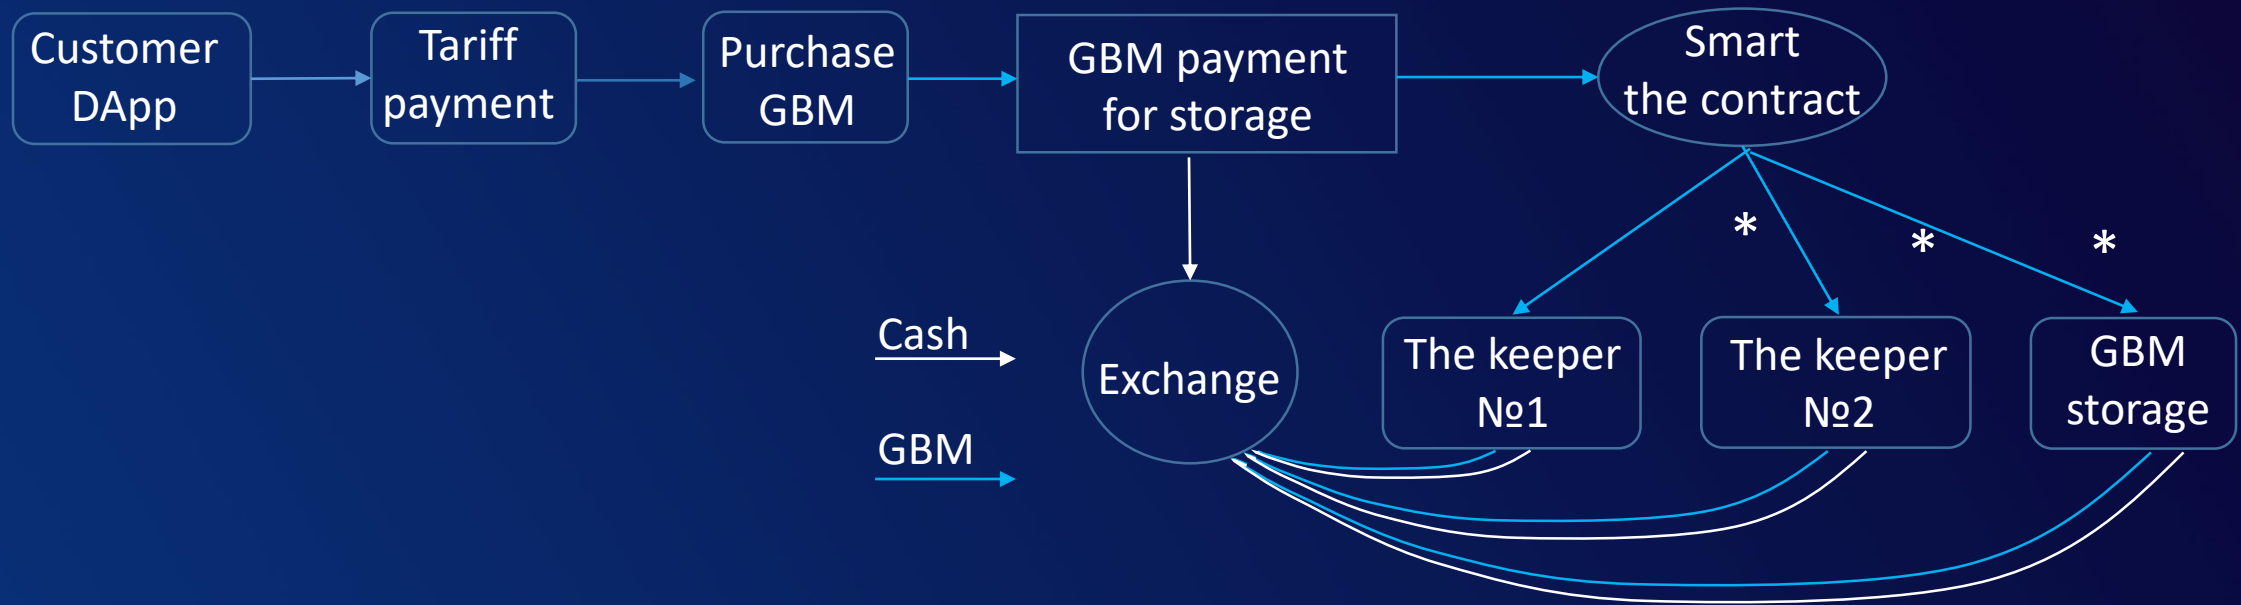 Customer
DApp
Tariff
payment
Purchase
GBM
GBM payment
for storage
Smart
the contract
*
*
*
Cash
GBM
Exchange
The keeper
№1
The keeper
№2
GBM
storage